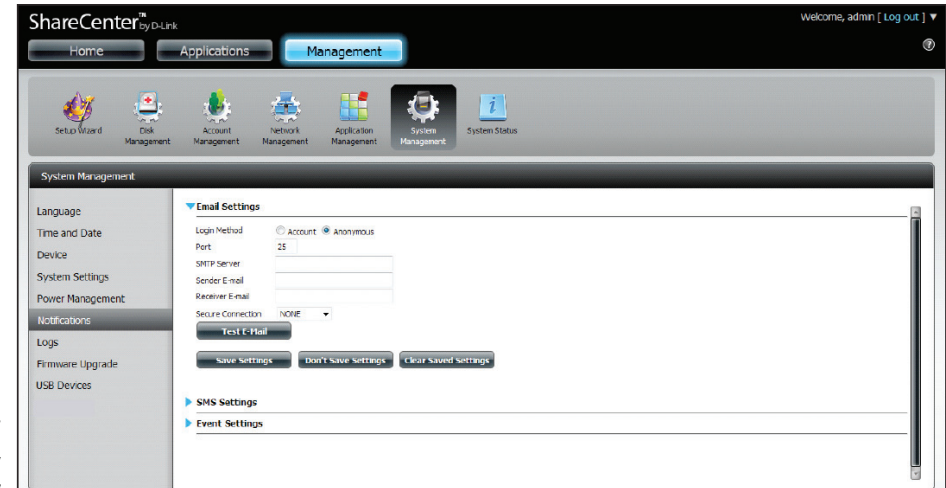 ShareCenter™ by D-Link
Welcome, admin [ Log out ] ▼
Home Applications Management
?
Setup Wizard
Disk Management
Account Management
Network Management
Application Management
System Management
System Status
System Management
Language
Time and Date
Device
System Settings
Power Management
Notifications
Logs
Firmware Upgrade
USB Devices
Email Settings
Login Method Account Anonymous
Port 25
SMTP Server
Sender E-mail
Receiver E-mail
Secure Connection NONE
Test E-Mail
Save Settings Don't Save Settings Clear Saved Settings
SMS Settings
Event Settings